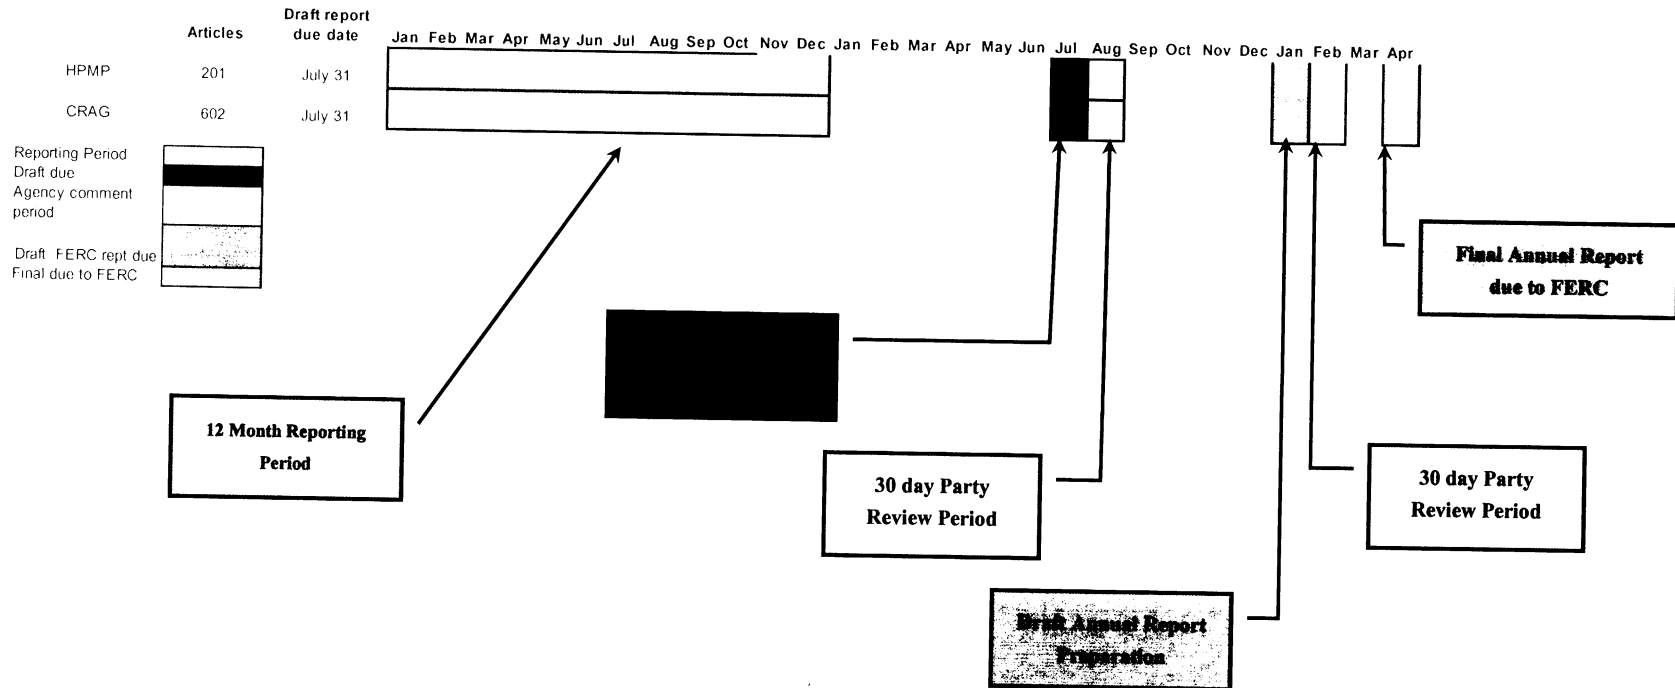 Articles
Draft report
due date
Jan Feb Mar Apr May Jun Jul Aug Sep Oct Nov Dec Jan Feb Mar Apr May Jun Jul Aug Sep Oct Nov Dec Jan Feb Mar Apr
HPMP 201 July 31
CRAG 602 July 31
Reporting Period
Draft due
Agency comment
period
Draft FERC rept due
Final due to FERC
Final Annual Report
due to FERC
12 Month Reporting
Period
30 day Party
Review Period
30 day Party
Review Period
Draft Annual Report
Preparation